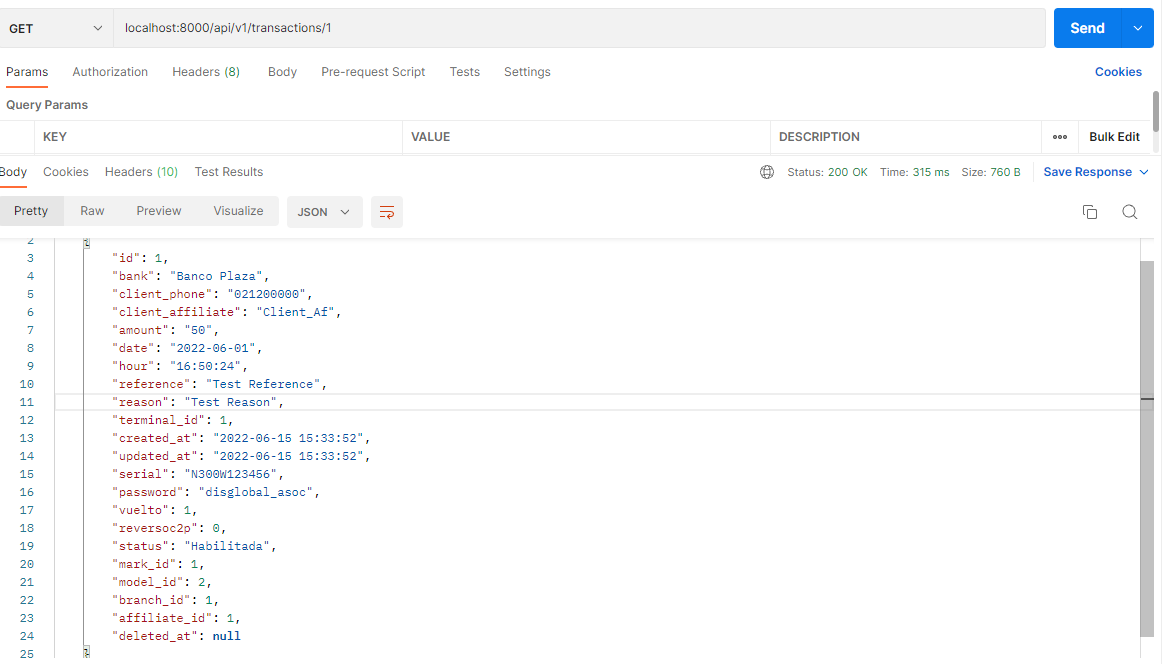 GET localhost:8000/api/v1/transactions/1 Send
Params Authorization Headers (8) Body Pre-request Script Tests Settings Cookies
Query Params
KEY VALUE DESCRIPTION ooo Bulk Edit
Body Cookies Headers (10) Test Results Status: 200 OK Time: 315 ms Size: 760 B Save Response
Pretty Raw Preview Visualize JSON
2 {
3 "id": 1,
4 "bank": "Banco Plaza",
5 "client_phone": "021200000",
6 "client_affiliate": "Client_Af",
7 "amount": "50",
8 "date": "2022-06-01",
9 "hour": "16:50:24",
10 "reference": "Test Reference",
11 "reason": "Test Reason",
12 "terminal_id": 1,
13 "created_at": "2022-06-15 15:33:52",
14 "updated_at": "2022-06-15 15:33:52",
15 "serial": "N300W123456",
16 "password": "disglobal_asoc",
17 "vuelto": 1,
18 "reversoc2p": 0,
19 "status": "Habilitada",
20 "mark_id": 1,
21 "model_id": 2,
22 "branch_id": 1,
23 "affiliate_id": 1,
24 "deleted_at": null
25 }